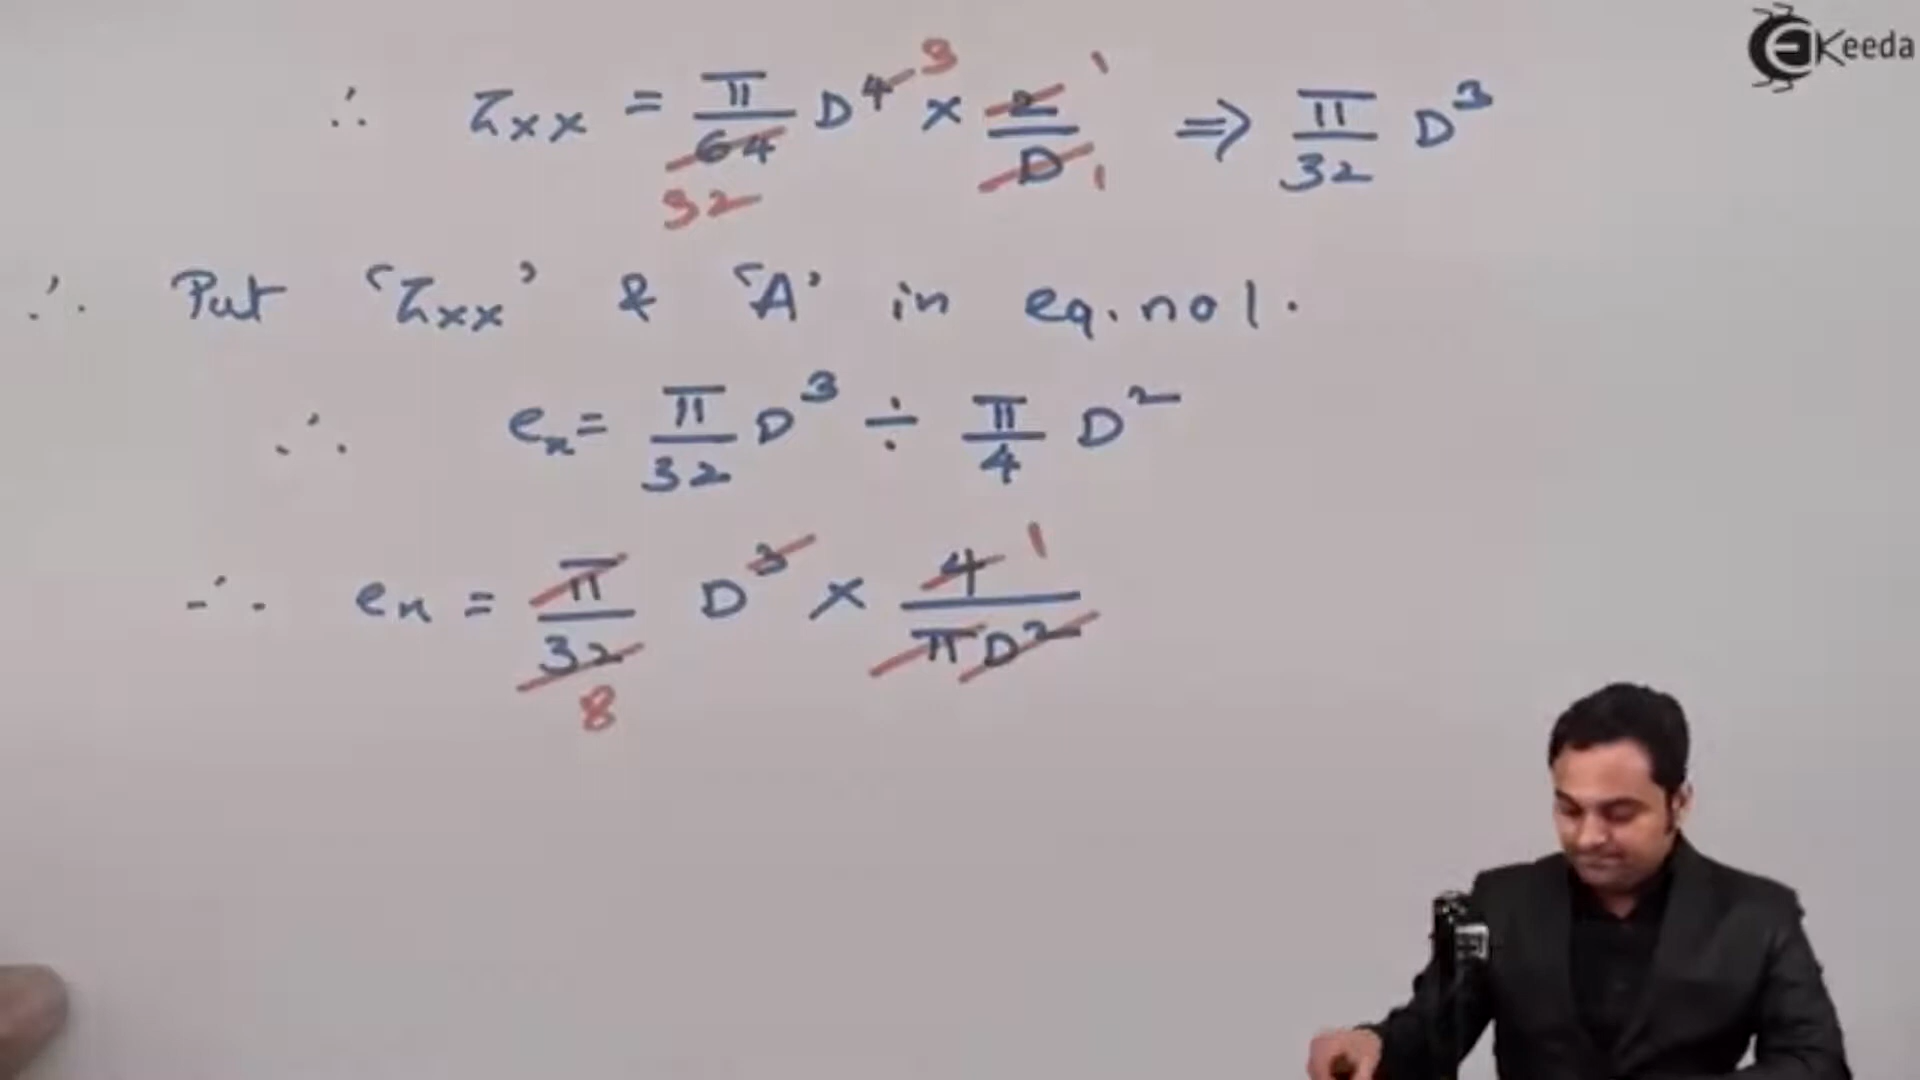 Ekeeda
∴ Zxx = π/64 D⁴ 3 × 2/D 1 1 ⇒ π/32 D³
32
∴ Put 'Zxx' & 'A' in eq. no 1.
∴ ex = π/32 D³ ÷ π/4 D²
∴ ex = π/32 D³ × 4/πD² 1
8